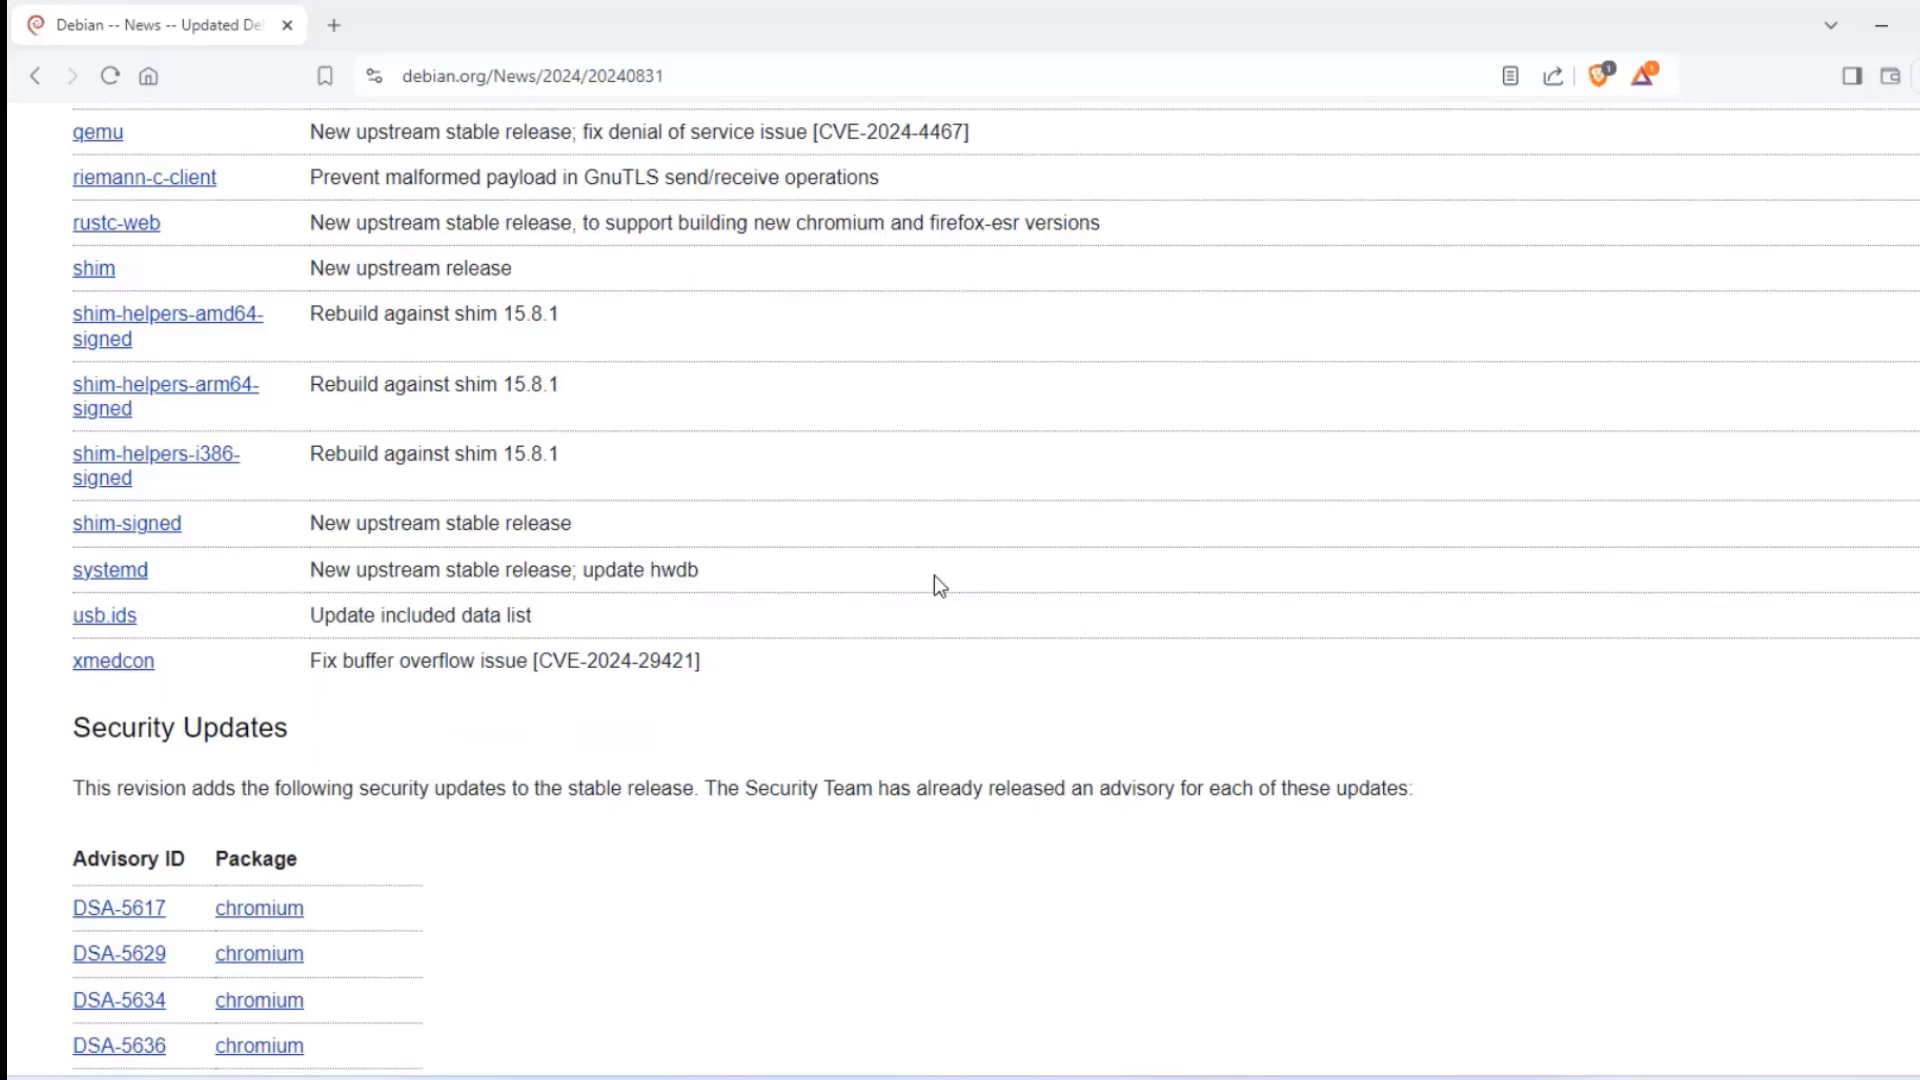 Debian -- News -- Updated De
debian.org/News/2024/20240831
1
1
qemu New upstream stable release; fix denial of service issue [CVE-2024-4467]
riemann-c-client Prevent malformed payload in GnuTLS send/receive operations
rustc-web New upstream stable release, to support building new chromium and firefox-esr versions
shim New upstream release
shim-helpers-amd64- Rebuild against shim 15.8.1
signed
shim-helpers-arm64- Rebuild against shim 15.8.1
signed
shim-helpers-i386- Rebuild against shim 15.8.1
signed
shim-signed New upstream stable release
systemd New upstream stable release; update hwdb
usb.ids Update included data list
xmedcon Fix buffer overflow issue [CVE-2024-29421]
Security Updates
This revision adds the following security updates to the stable release. The Security Team has already released an advisory for each of these updates:
Advisory ID Package
DSA-5617 chromium
DSA-5629 chromium
DSA-5634 chromium
DSA-5636 chromium